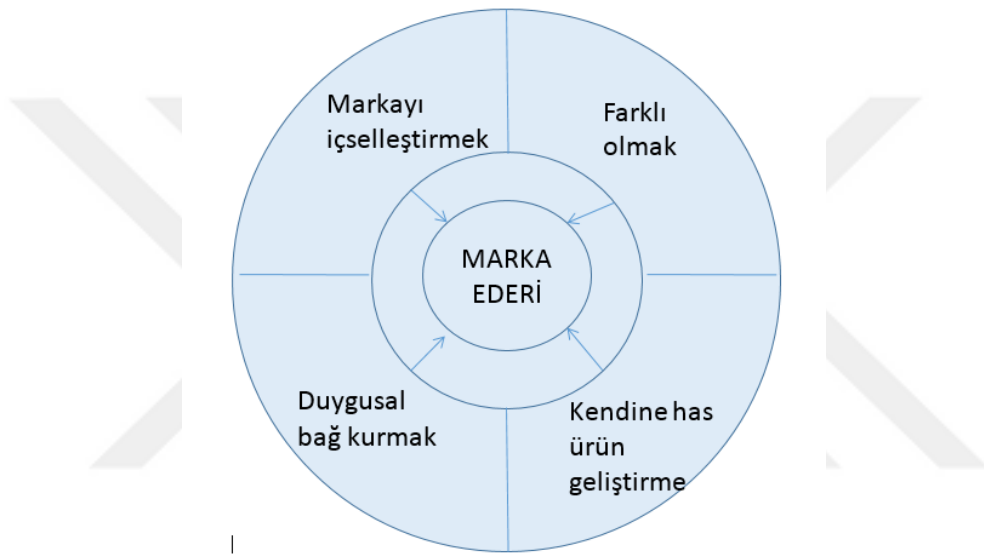 Markayı
içselleştirmek
Farklı
olmak
MARKA
EDERİ
Duygusal
bağ kurmak
Kendine has
ürün
geliştirme